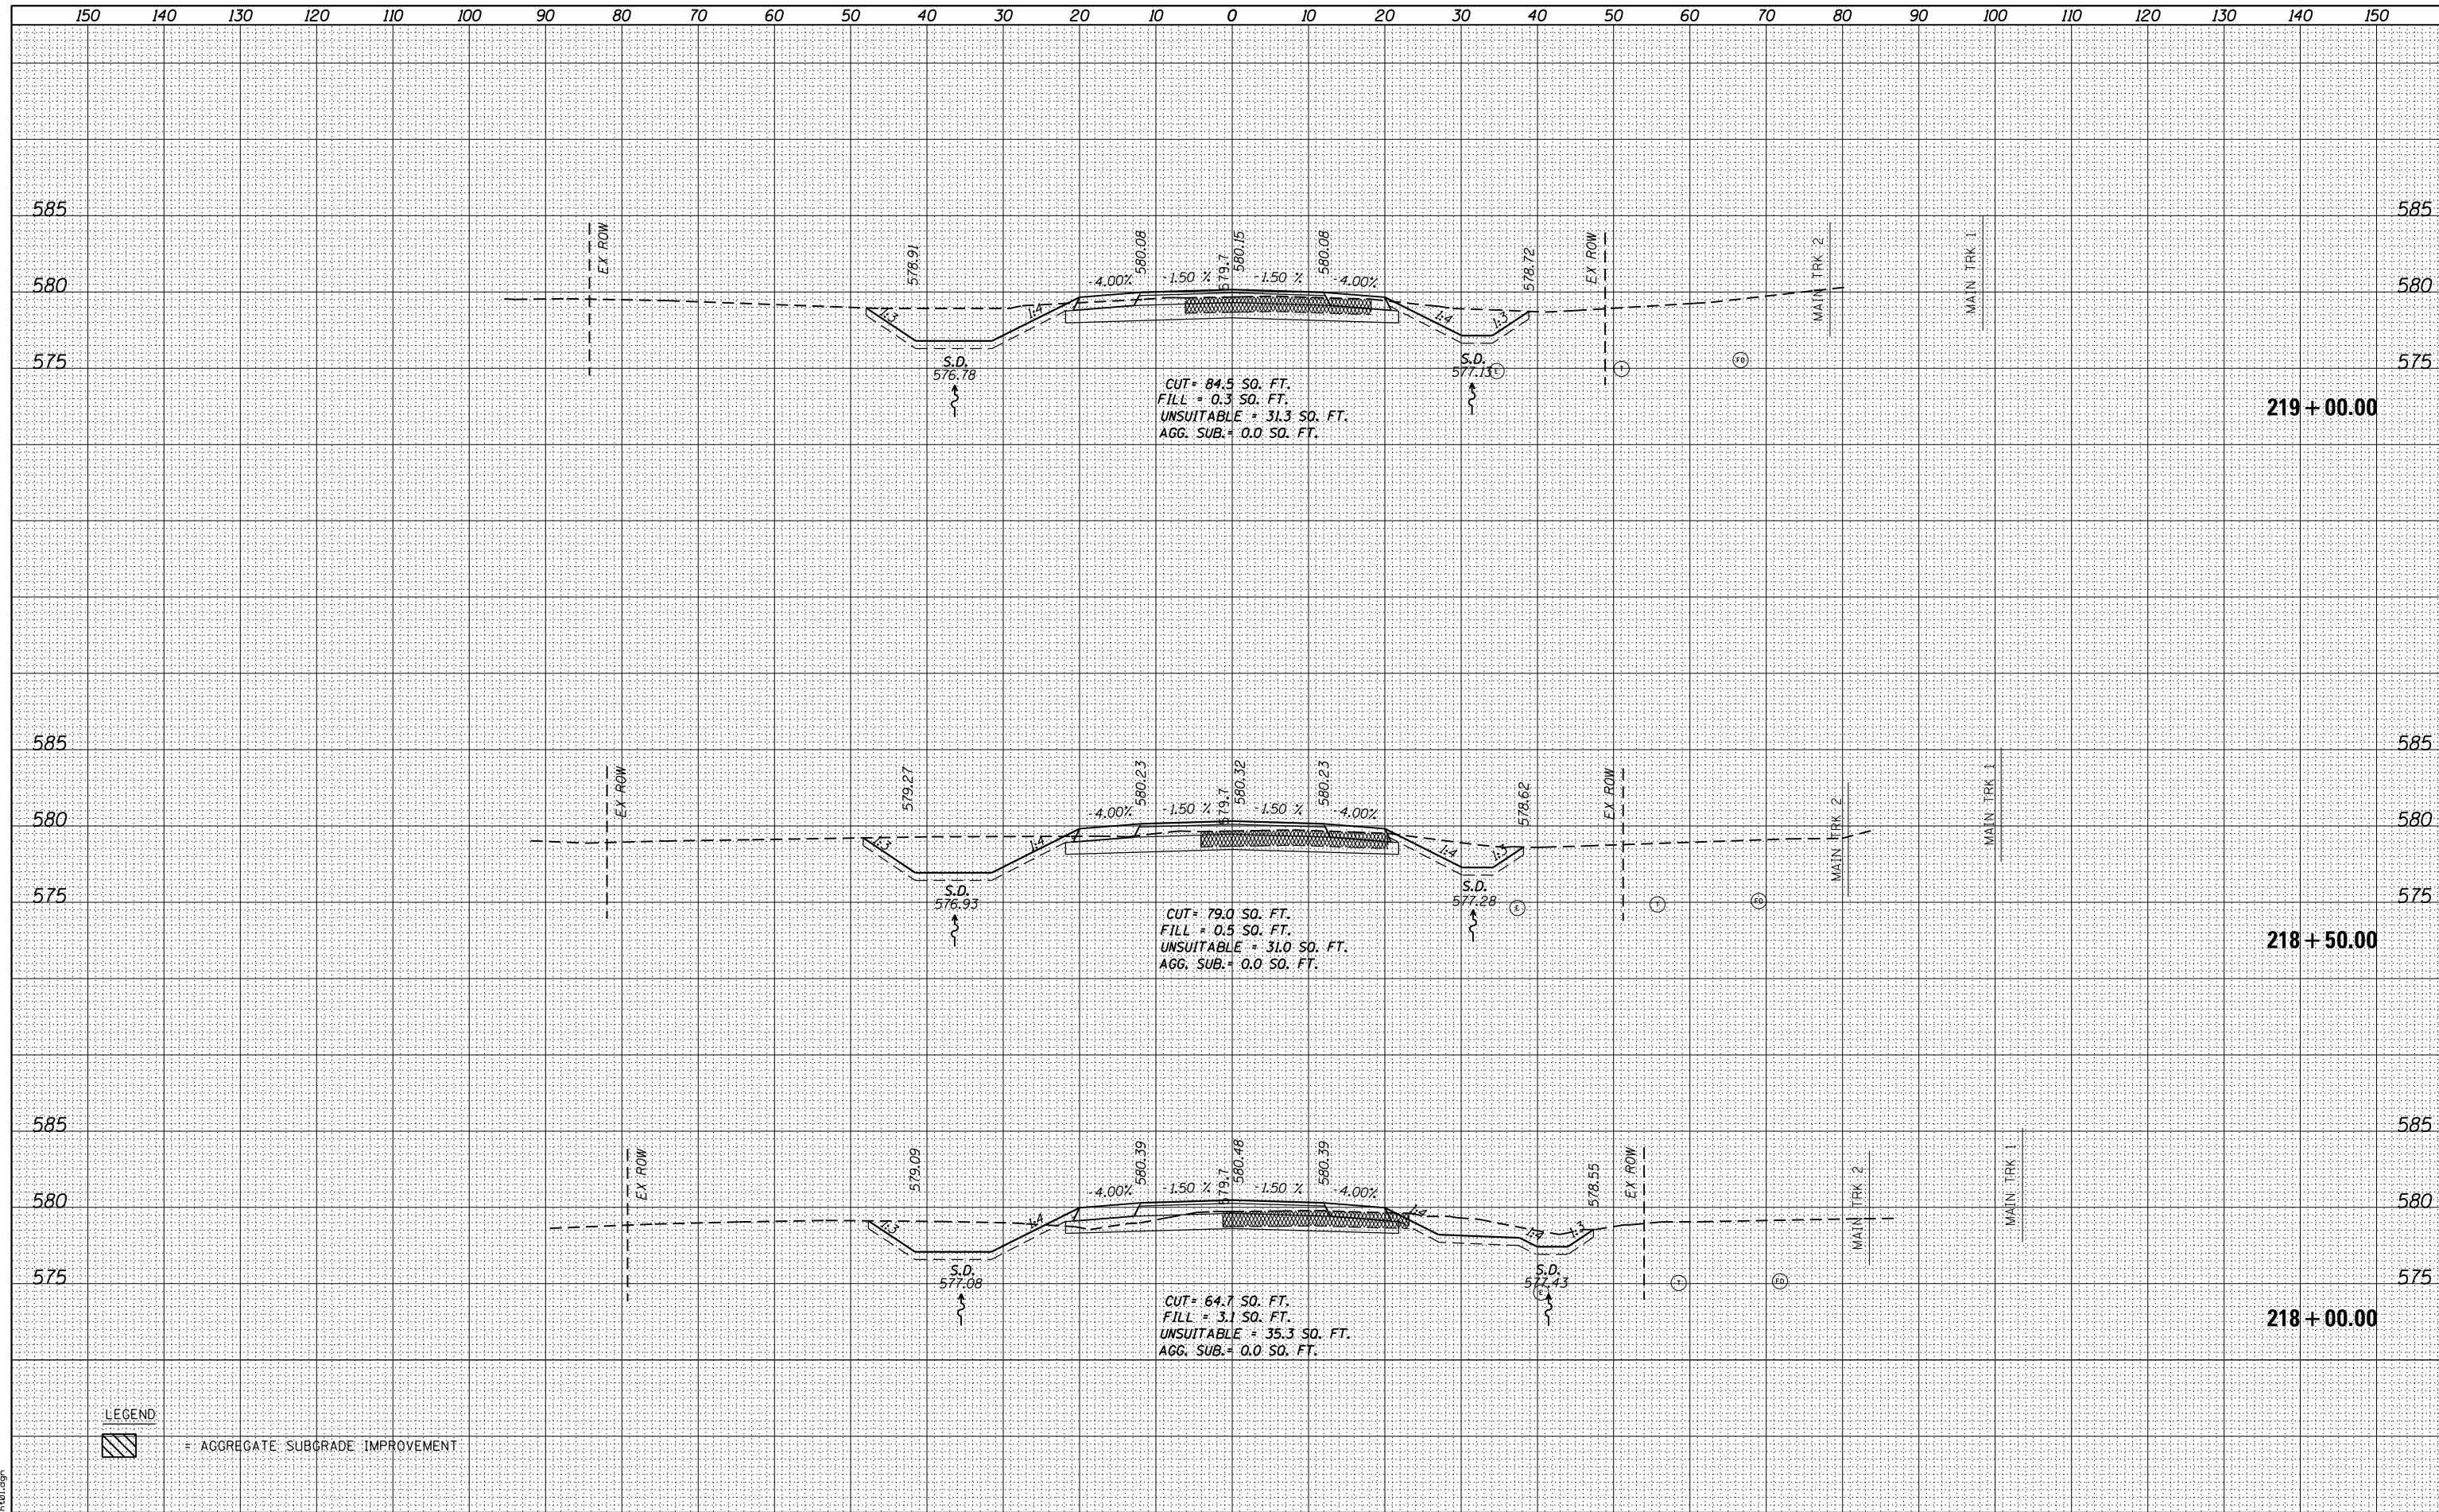 150 140 130 120 110 100 90 80 70 60 50 40 30 20 10 0 10 20 30 40 50 60 70 80 90 100 110 120 130 140 150
585 585
EX ROW
578.91
580.08
579.7
580.15
580.08
578.72
EX ROW
MAIN TRK 2
MAIN TRK 1
-4.00% -1.50 % -1.50 % -4.00%
580 580
1:3 1:4 1:4 1:3
S.D.
576.78
S.D.
577.13
E T FO
575 575
CUT= 84.5 SQ. FT.
FILL = 0.3 SQ. FT.
UNSUITABLE = 31.3 SQ. FT.
AGG. SUB.= 0.0 SQ. FT.
219+00.00
585 585
EX ROW
579.27
580.23
579.7
580.32
580.23
578.62
EX ROW
MAIN TRK 2
MAIN TRK 1
-4.00% -1.50 % -1.50 % -4.00%
580 580
1:3 1:4 1:4 1:3
S.D.
576.93
S.D.
577.28
E T FO
575 575
CUT= 79.0 SQ. FT.
FILL = 0.5 SQ. FT.
UNSUITABLE = 31.0 SQ. FT.
AGG. SUB.= 0.0 SQ. FT.
218+50.00
585 585
EX ROW
579.09
580.39
579.7
580.48
580.39
578.55
EX ROW
MAIN TRK 2
MAIN TRK 1
-4.00% -1.50 % -1.50 % -4.00%
580 580
1:3 1:4 1:4 1:4 1:3
S.D.
577.08
S.D.
577.43
E T FO
575 575
CUT= 64.7 SQ. FT.
FILL = 3.1 SQ. FT.
UNSUITABLE = 35.3 SQ. FT.
AGG. SUB.= 0.0 SQ. FT.
218+00.00
LEGEND
= AGGREGATE SUBGRADE IMPROVEMENT